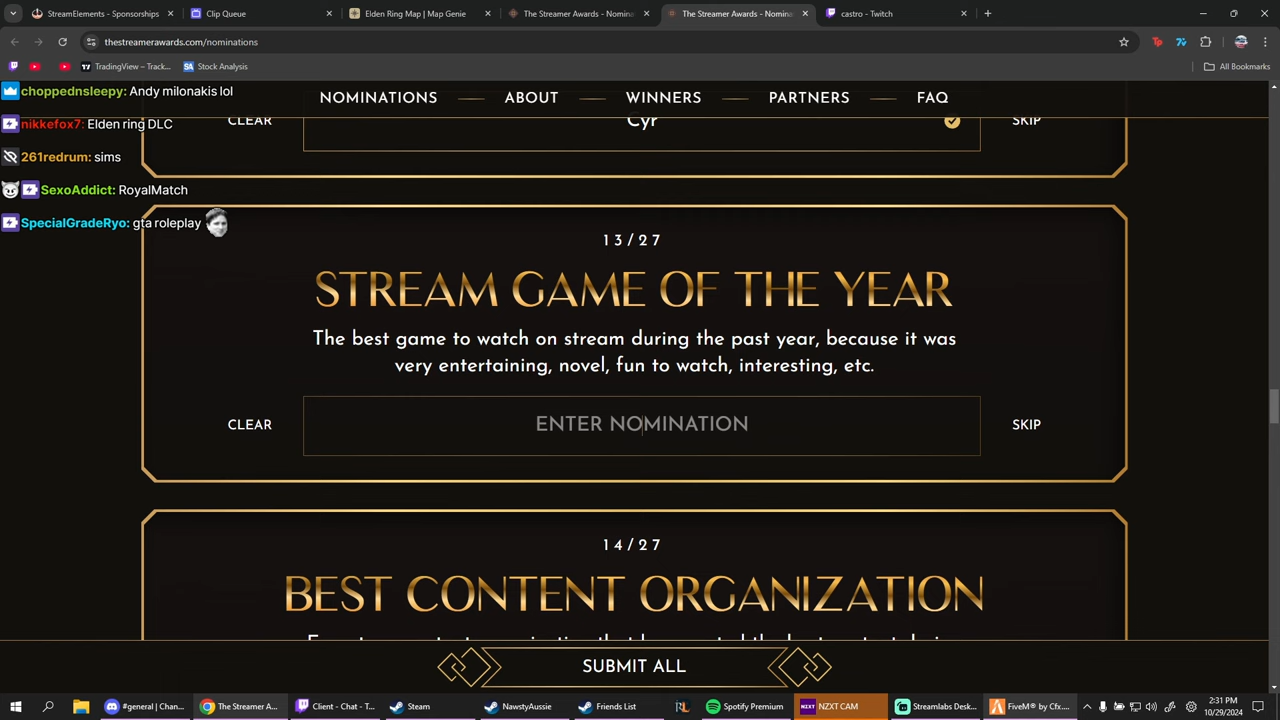 StreamElements - Sponsorships
Clip Queue
Elden Ring Map | Map Genie
The Streamer Awards - Nomina
The Streamer Awards - Nomina
castro - Twitch
thestreamerawards.com/nominations
TradingView – Track...
SA Stock Analysis
All Bookmarks
NOMINATIONS
ABOUT
WINNERS
PARTNERS
FAQ
choppednsleepy: Andy milonakis lol
nikkefox7: Elden ring DLC
261redrum: sims
SexoAddict: RoyalMatch
SpecialGradeRyo: gta roleplay
CLEAR
Cyr
SKIP
13/27
STREAM GAME OF THE YEAR
The best game to watch on stream during the past year, because it was
very entertaining, novel, fun to watch, interesting, etc.
CLEAR
ENTER NOMINATION
SKIP
14/27
BEST CONTENT ORGANIZATION
SUBMIT ALL
#general | Chan...
The Streamer A...
Client - Chat - T...
Steam
NawstyAussie
Friends List
RL
Spotify Premium
NZXT
NZXT CAM
Streamlabs Desk...
FiveM® by Cfx....
2:31 PM
10/29/2024